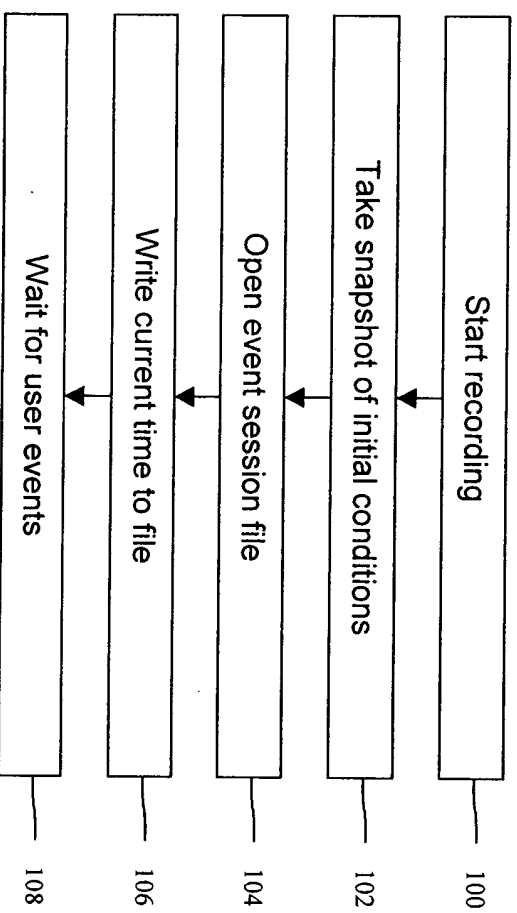 Start recording
100
Take snapshot of initial conditions
102
Open event session file
104
Write current time to file
106
Wait for user events
108